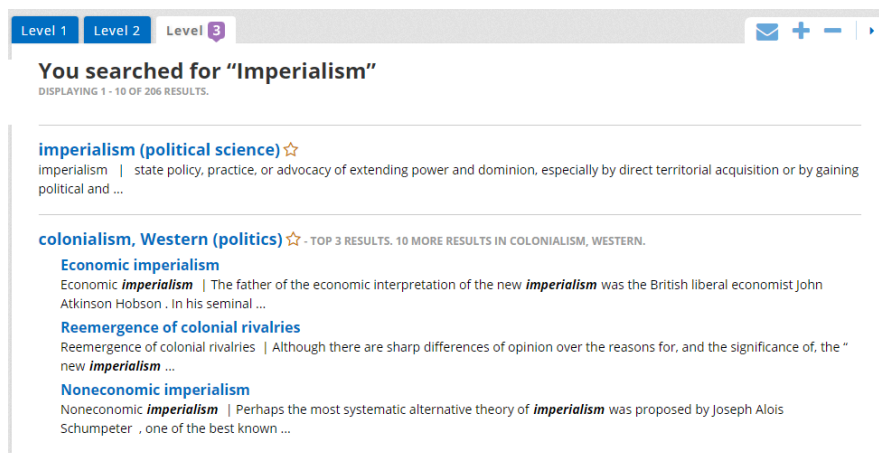 Level 1 Level 2 Level 3
You searched for “Imperialism”
DISPLAYING 1 - 10 OF 206 RESULTS.
imperialism (political science)
imperialism | state policy, practice, or advocacy of extending power and dominion, especially by direct territorial acquisition or by gaining
political and ...
colonialism, Western (politics) - TOP 3 RESULTS. 10 MORE RESULTS IN COLONIALISM, WESTERN.
Economic imperialism
Economic imperialism | The father of the economic interpretation of the new imperialism was the British liberal economist John
Atkinson Hobson . In his seminal ...
Reemergence of colonial rivalries
Reemergence of colonial rivalries | Although there are sharp differences of opinion over the reasons for, and the significance of, the “
new imperialism ...
Noneconomic imperialism
Noneconomic imperialism | Perhaps the most systematic alternative theory of imperialism was proposed by Joseph Alois
Schumpeter , one of the best known ...